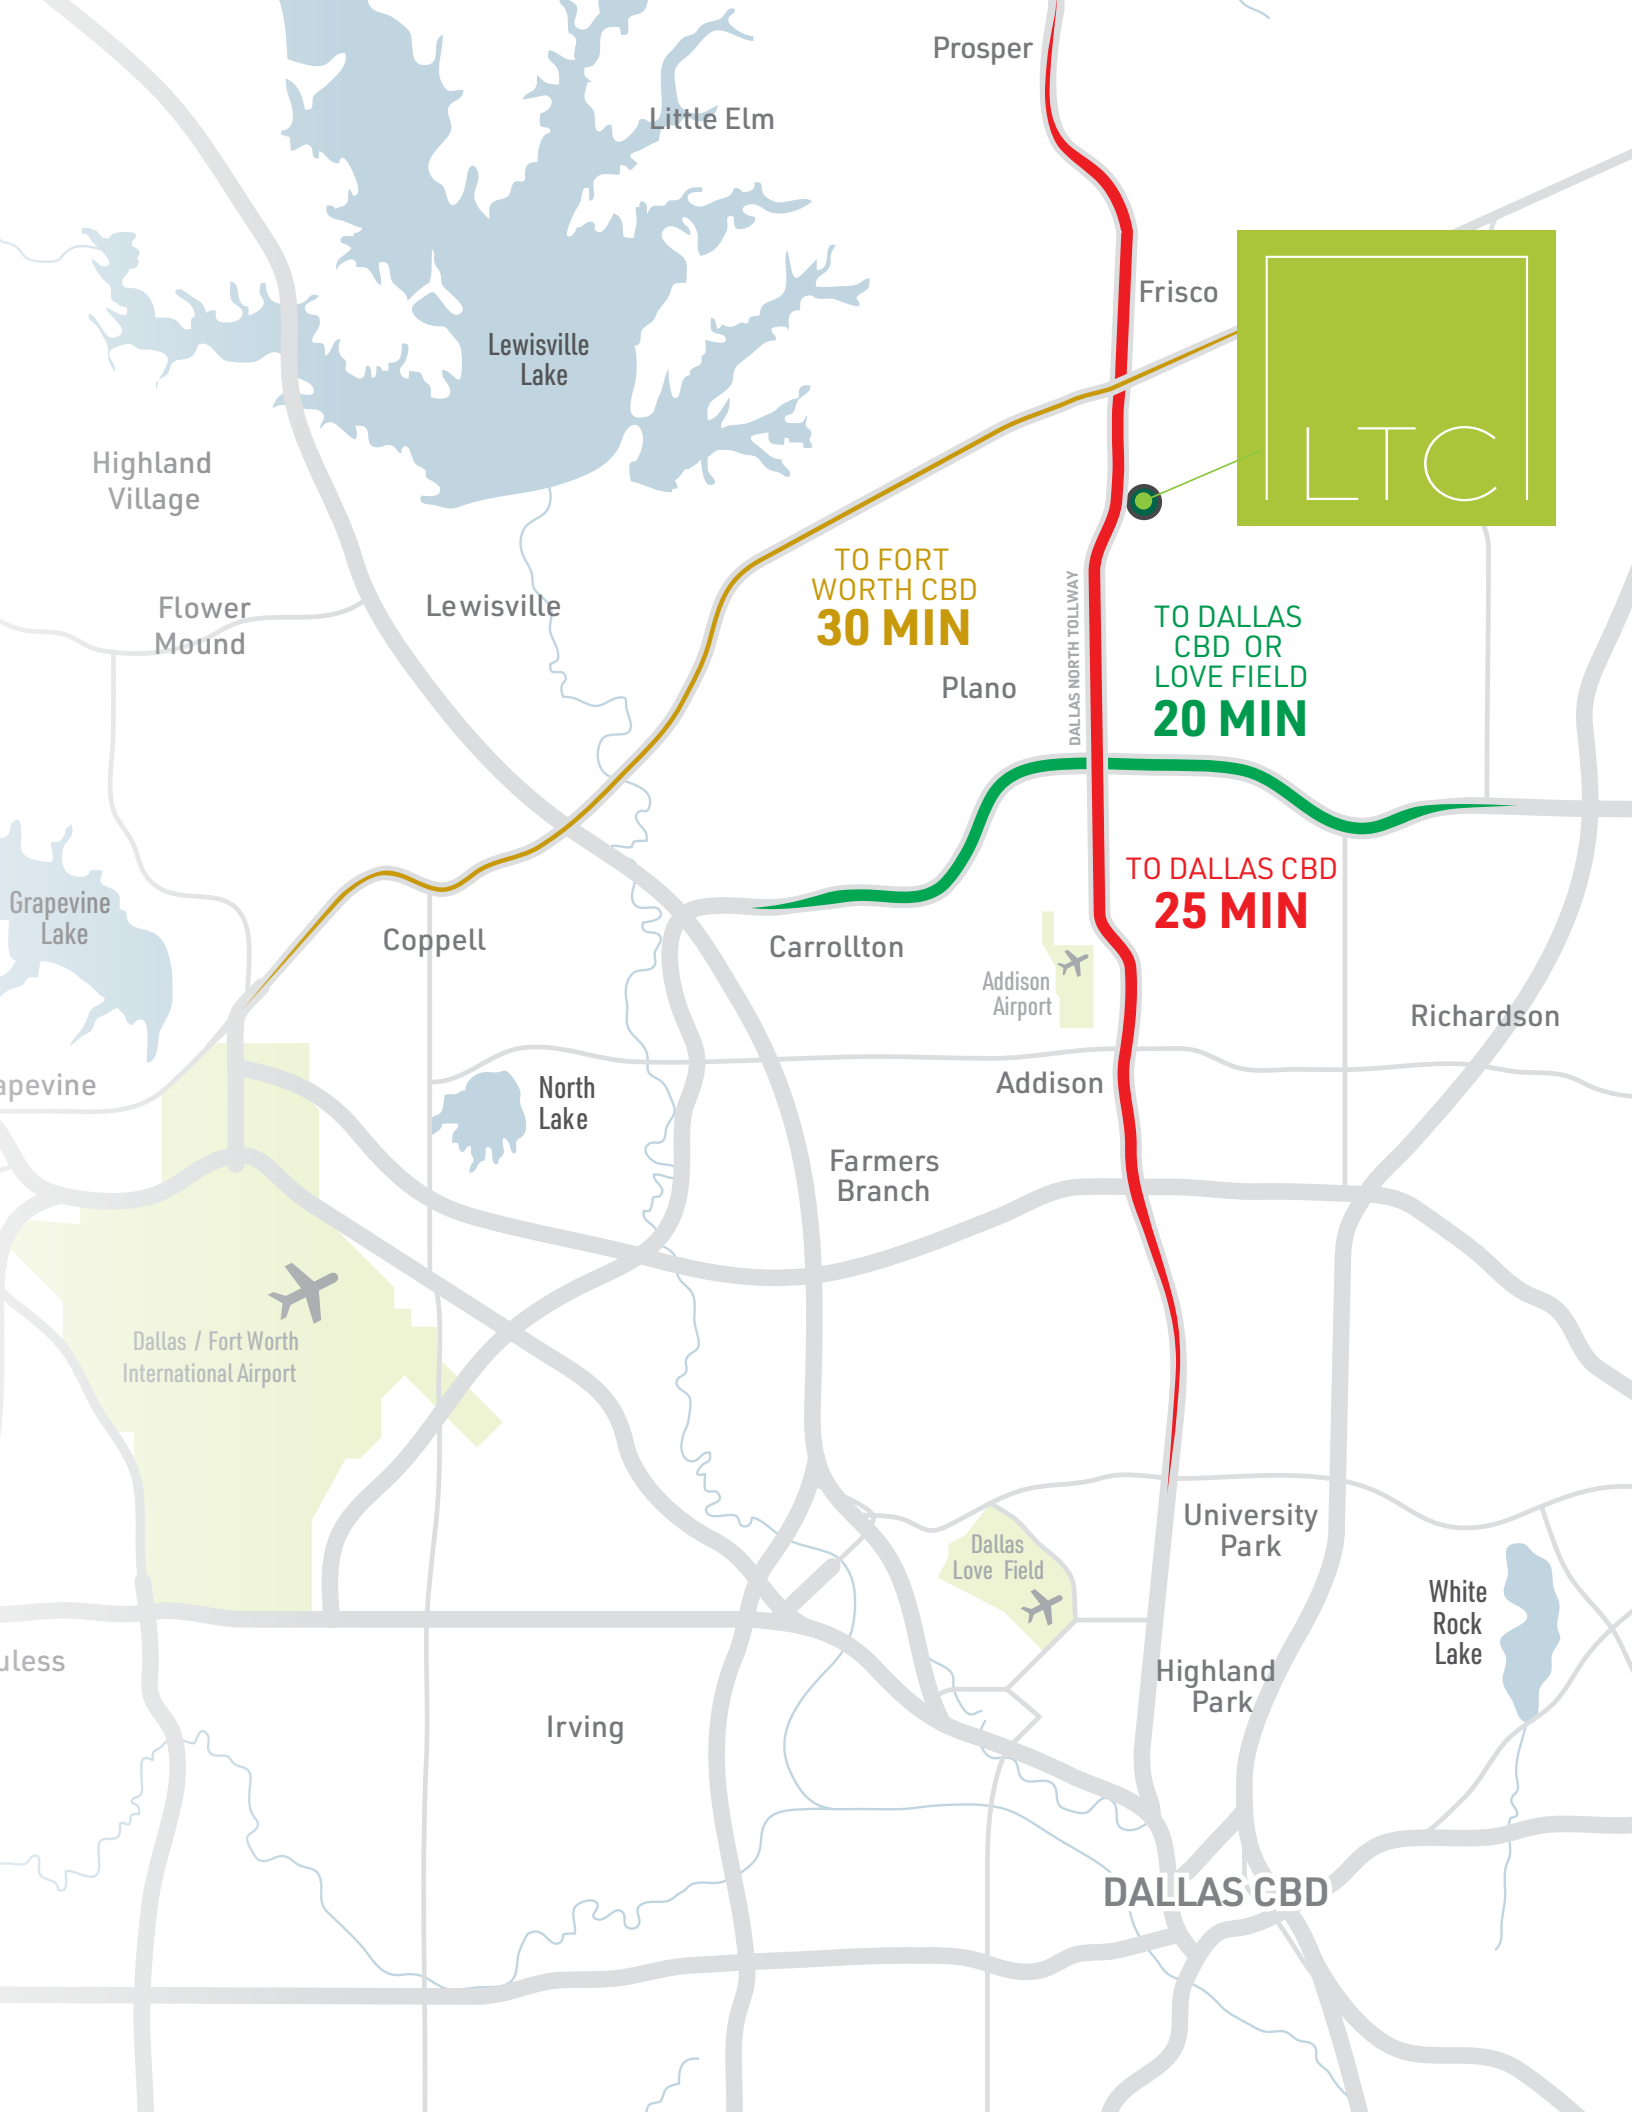 Prosper
Little Elm
Frisco
Lewisville
Lake
LTC
Highland
Village
TO FORT
WORTH CBD
30 MIN
DALLAS NORTH TOLLWAY
TO DALLAS
CBD OR
LOVE FIELD
20 MIN
Flower
Mound
Lewisville
Plano
TO DALLAS CBD
25 MIN
Grapevine
Lake
Coppell
Carrollton
Addison
Airport
Richardson
apevine
North
Lake
Addison
Farmers
Branch
Dallas / Fort Worth
International Airport
University
Park
Dallas
Love Field
White
Rock
Lake
uless
Highland
Park
Irving
DALLAS CBD